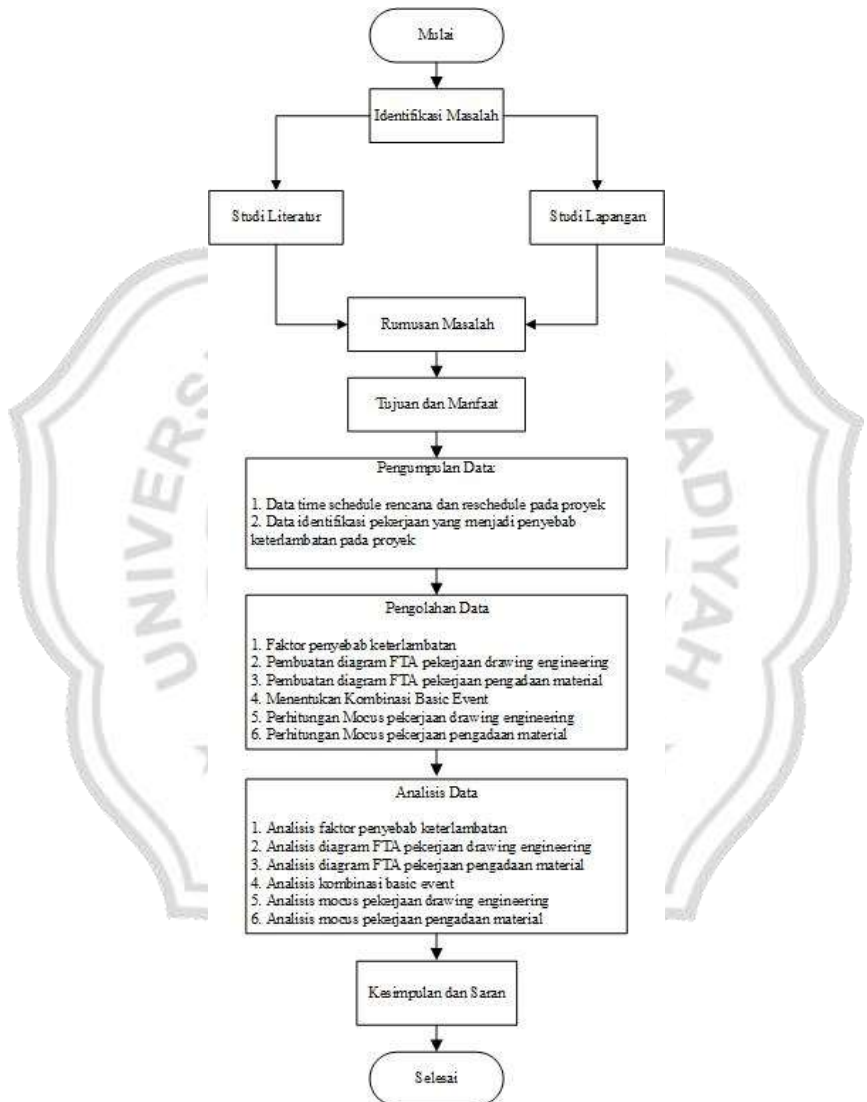 Mulai
Identifikasi Masalah
Studi Literatur
Studi Lapangan
Rumusan Masalah
Tujuan dan Manfaat
Pengumpulan Data:
1. Data time schedule rencana dan reschedule pada proyek
2. Data identifikasi pekerjaan yang menjadi penyebab
keterlambatan pada proyek
Pengolahan Data
1. Faktor penyebab keterlambatan
2. Pembuatan diagram FTA pekerjaan drawing engineering
3. Pembuatan diagram FTA pekerjaan pengadaan material
4. Menentukan Kombinasi Basic Event
5. Perhitungan Mocus pekerjaan drawing engineering
6. Perhitungan Mocus pekerjaan pengadaan material
Analisis Data
1. Analisis faktor penyebab keterlambatan
2. Analisis diagram FTA pekerjaan drawing engineering
3. Analisis diagram FTA pekerjaan pengadaan material
4. Analisis kombinasi basic event
5. Analisis mocus pekerjaan drawing engineering
6. Analisis mocus pekerjaan pengadaan material
Kesimpulan dan Saran
Selesai
UNIVERS
MADIYAH